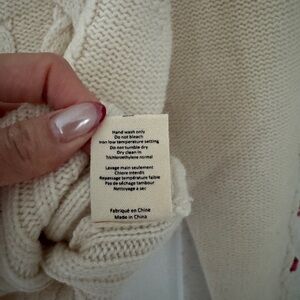 Hand wash only
Do not bleach
Iron low temperature setting
Do not tumble dry
Dry clean in
Trichloroethylene normal
Lavage main seulement
Chlore interdit
Repassage température faible
Pas de séchage tambour
Nettoyage a sec
Fabriqué en Chine
Made in China